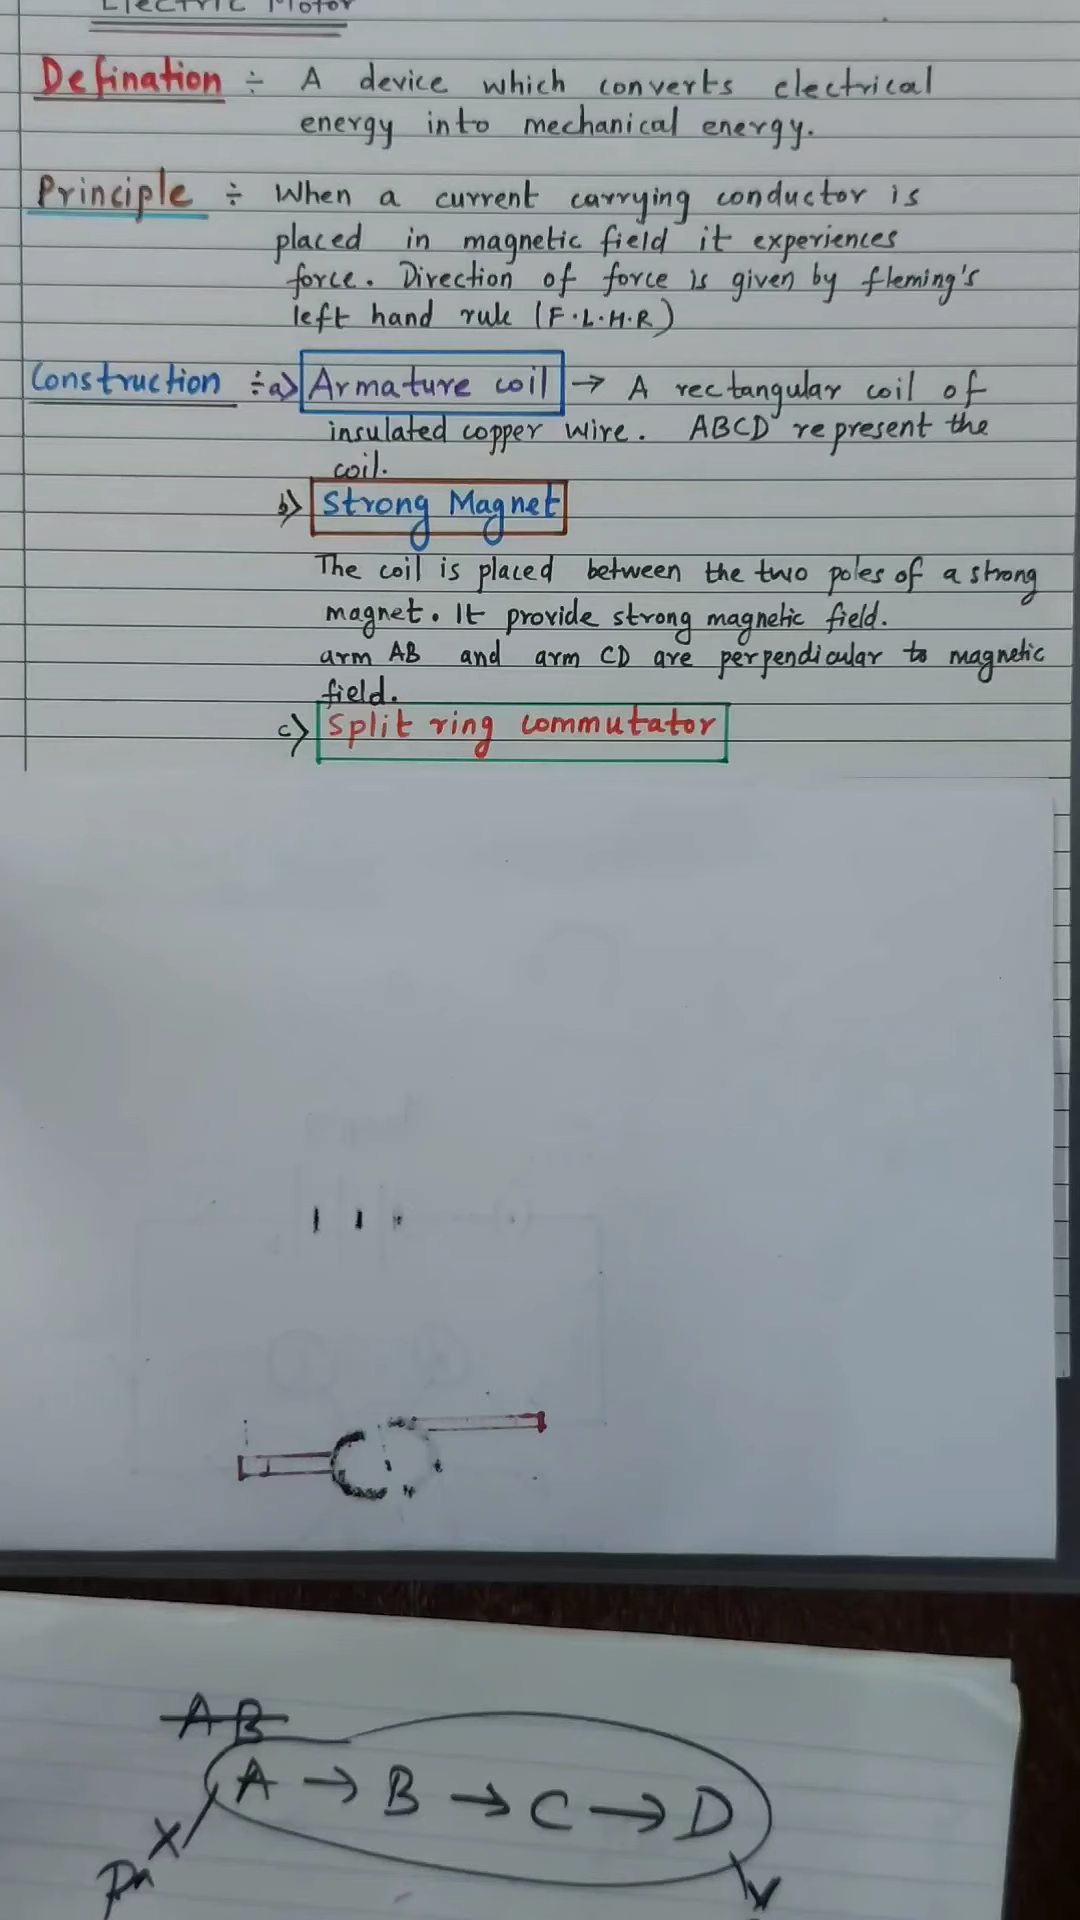 Electric Motor
Defination ÷ A device which converts electrical
energy into mechanical energy.
Principle ÷ When a current carrying conductor is
placed in magnetic field it experiences
force. Direction of force is given by fleming's
left hand rule (F.L.H.R)
Construction ÷ a) Armature coil → A rectangular coil of
insulated copper wire. ABCD represent the
coil.
b) Strong Magnet
The coil is placed between the two poles of a strong
magnet. It provide strong magnetic field.
arm AB and arm CD are perpendicular to magnetic
field.
c) Split ring commutator
AB
A → B → C → D
X